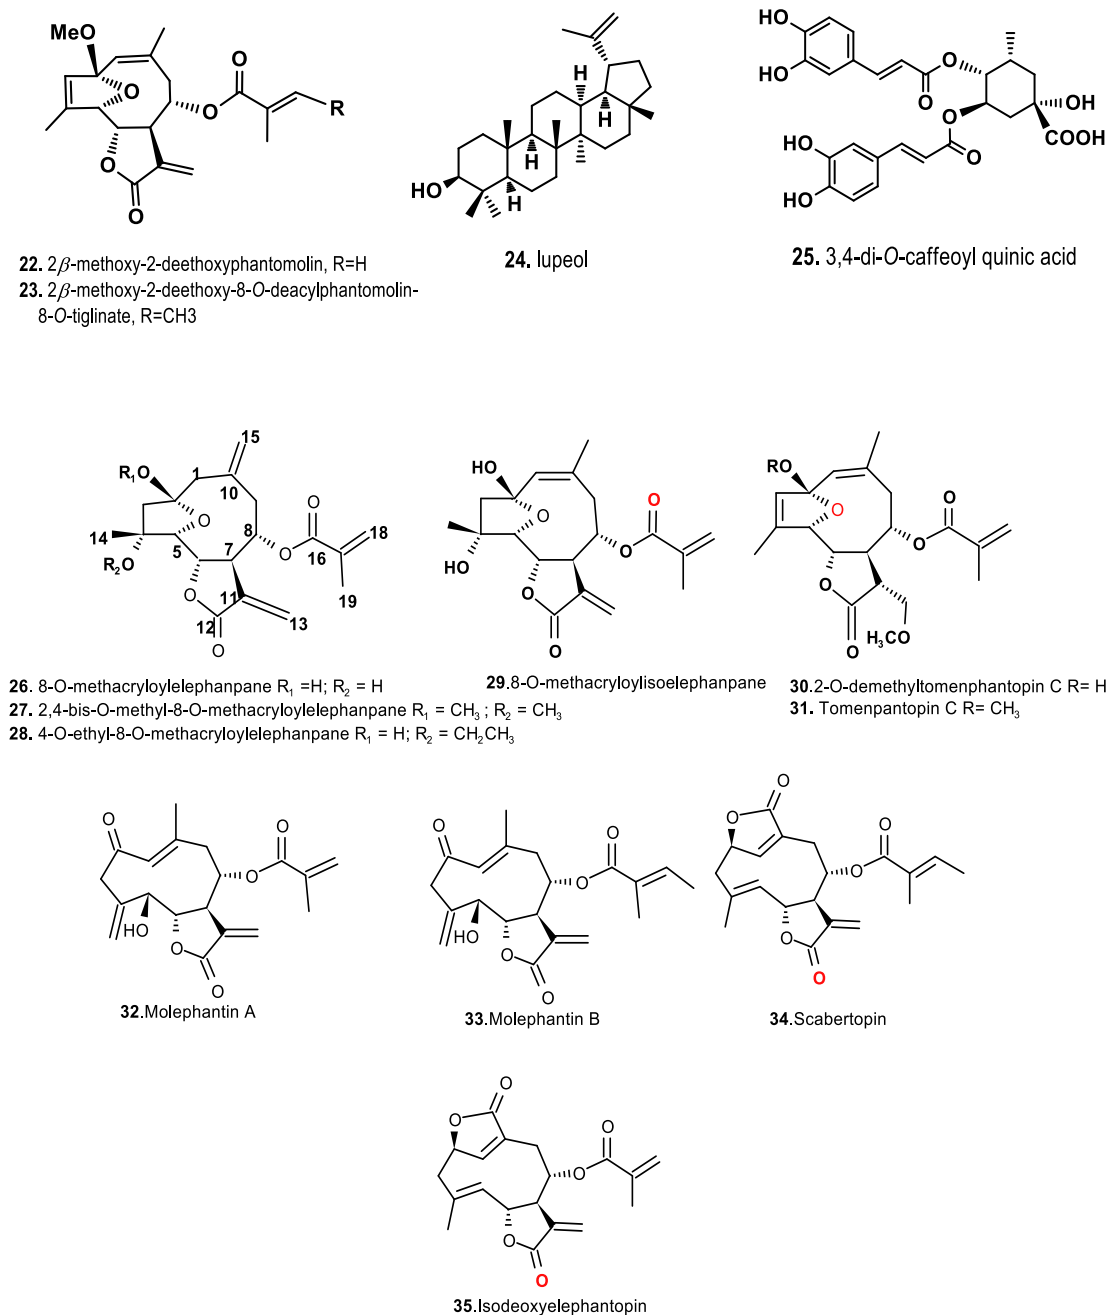 MeO
O
O
O
R
O
O
HO
H
H
H
HO
HO
O
O
O
O
OH
COOH
HO
HO
22. 2β-methoxy-2-deethoxyphantomolin, R=H
23. 2β-methoxy-2-deethoxy-8-O-deacylphantomolin-
8-O-tiglinate, R=CH3
24. lupeol
25. 3,4-di-O-caffeoyl quinic acid
R₁O
1
15
10
O
14
R₂O
5
7
8
O
O
16
18
19
O
11
12
13
O
HO
O
HO
O
O
O
O
RO
O
O
O
O
O
H₃CO
26. 8-O-methacryloylelephanpane R₁ =H; R₂ = H
27. 2,4-bis-O-methyl-8-O-methacryloylelephanpane R₁ = CH₃ ; R₂ = CH₃
28. 4-O-ethyl-8-O-methacryloylelephanpane R₁ = H; R₂ = CH₂CH₃
29.8-O-methacryloylisoelephanpane
30.2-O-demethyltomenphantopin C R= H
31. Tomenpantopin C R= CH₃
O
O
O
HO
O
O
O
O
O
HO
O
O
O
O
O
O
O
O
32.Molephantin A
33.Molephantin B
34.Scabertopin
O
O
O
O
O
O
35.Isodeoxyelephantopin